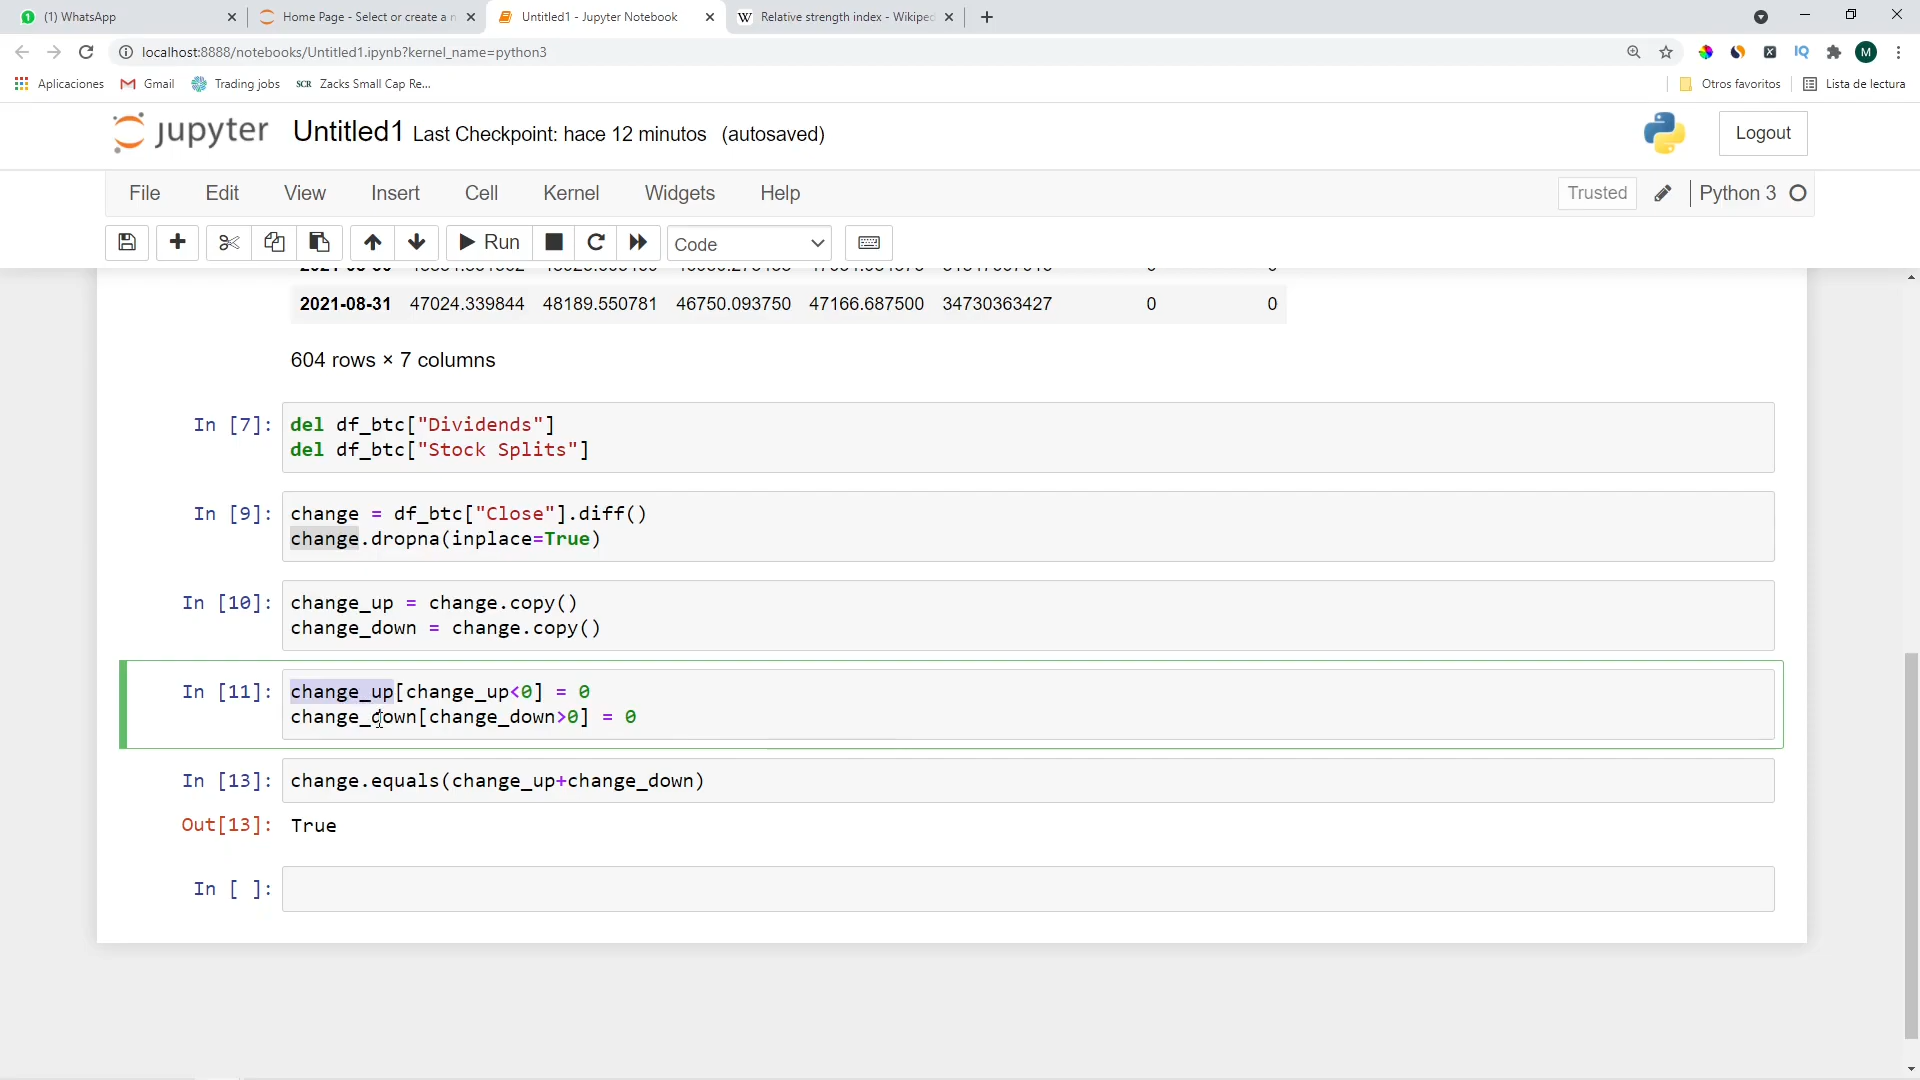 (1) WhatsApp
Home Page - Select or create a n
Untitled1 - Jupyter Notebook
Relative strength index - Wikiped
localhost:8888/notebooks/Untitled1.ipynb?kernel_name=python3
Aplicaciones
Gmail
Trading jobs
SCR Zacks Small Cap Re...
Otros favoritos
Lista de lectura
jupyter Untitled1 Last Checkpoint: hace 12 minutos (autosaved)
Logout
File Edit View Insert Cell Kernel Widgets Help
Trusted
Python 3
Run
Code
2021-08-31 47024.339844 48189.550781 46750.093750 47166.687500 34730363427 0 0
604 rows × 7 columns
In [7]: del df_btc["Dividends"]
del df_btc["Stock Splits"]
In [9]: change = df_btc["Close"].diff()
change.dropna(inplace=True)
In [10]: change_up = change.copy()
change_down = change.copy()
In [11]: change_up[change_up<0] = 0
change_down[change_down>0] = 0
In [13]: change.equals(change_up+change_down)
Out[13]: True
In [ ]: